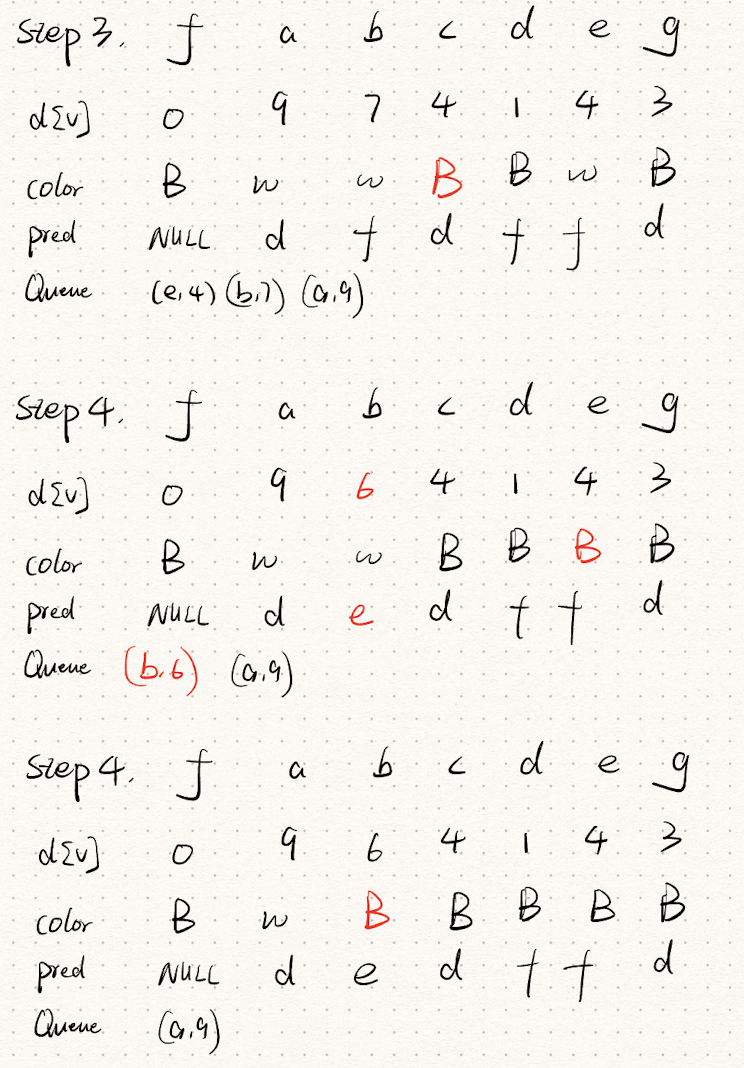 Step 3. f a b c d e g
d[v] 0 9 7 4 1 4 3
color B w w B B w B
pred NULL d f d f f d
Queue (e,4) (b,7) (a,9)
Step 4. f a b c d e g
d[v] 0 9 6 4 1 4 3
color B w w B B B B
pred NULL d e d f f d
Queue (b,6) (a,9)
Step 4. f a b c d e g
d[v] 0 9 6 4 1 4 3
color B w B B B B B
pred NULL d e d f f d
Queue (a,9)